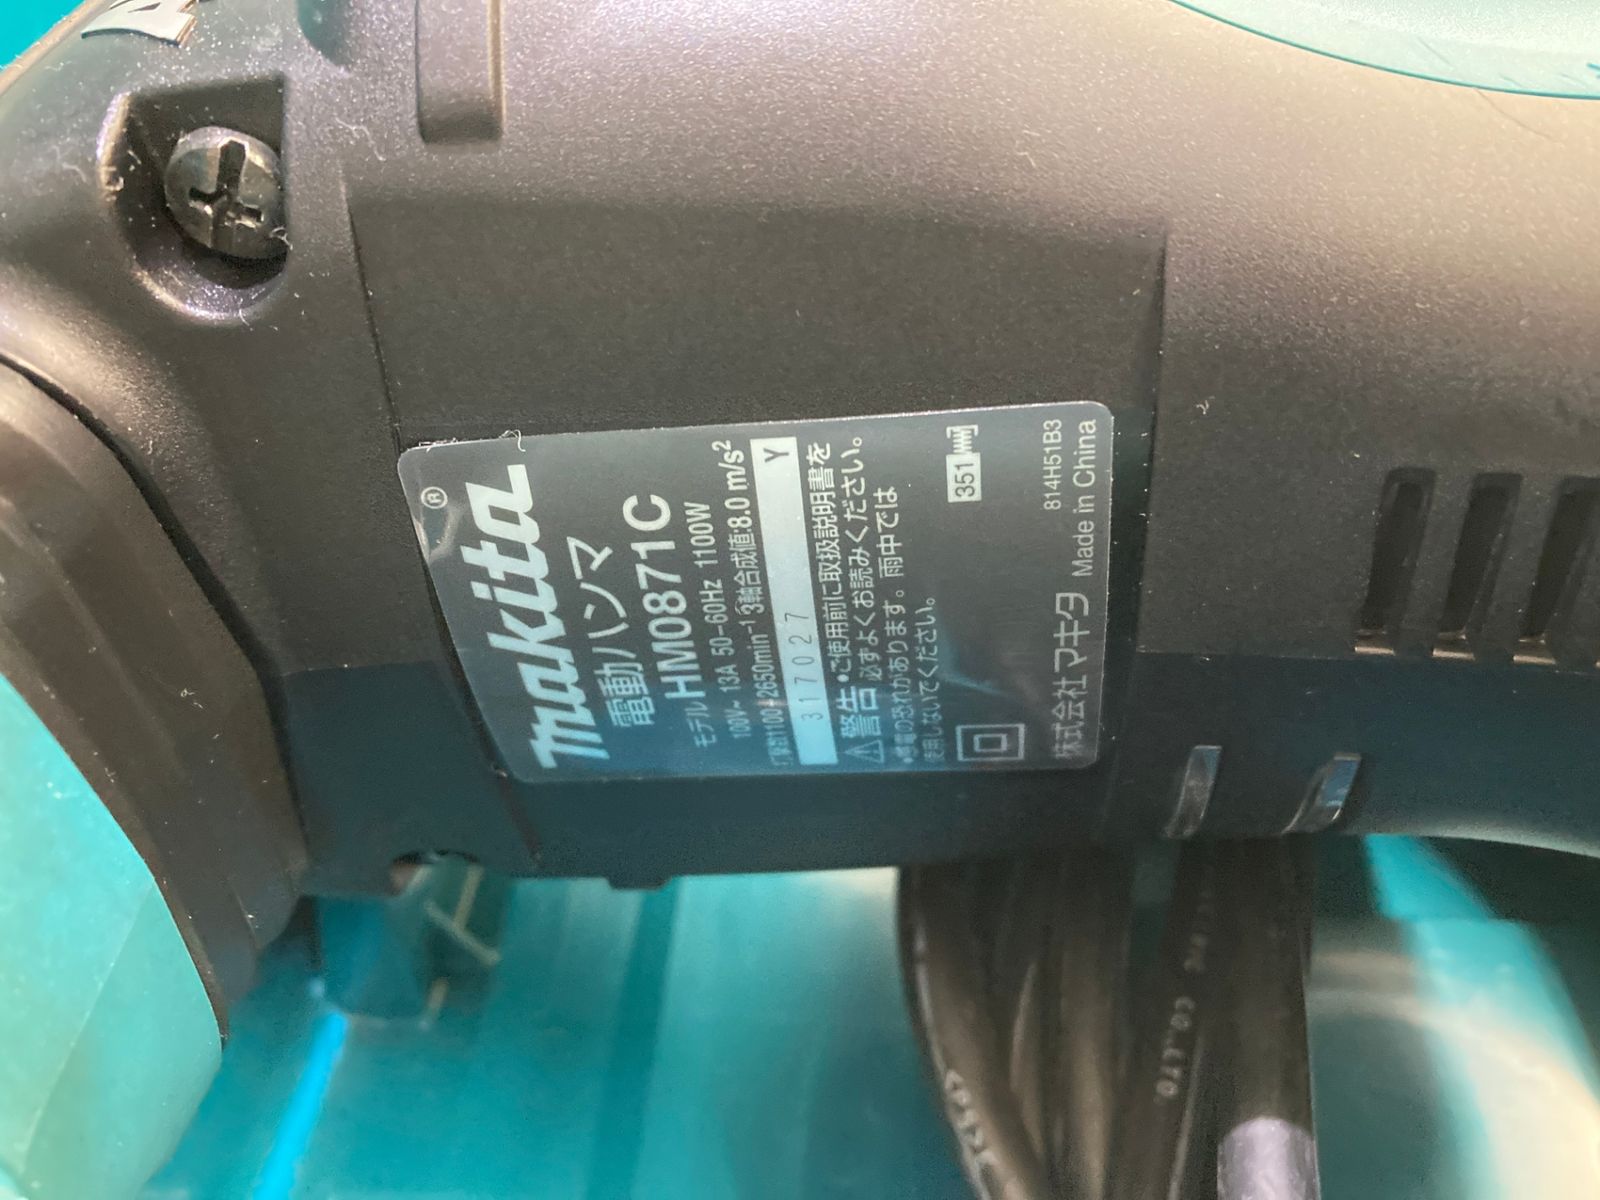 makita®
電動ハンマ
モデル HM0871C
100V～ 13A 50-60Hz 1100W
打撃数1100-2650min⁻¹ 3軸合成値:8.0 m/s²
317027 Y
⚠警告 •ご使用前に取扱説明書を
必ずよくお読みください。
•感電の恐れがあります。雨中では
使用しないでください。
351
814H51B3
株式会社マキタ Made in China
CO.,LTD